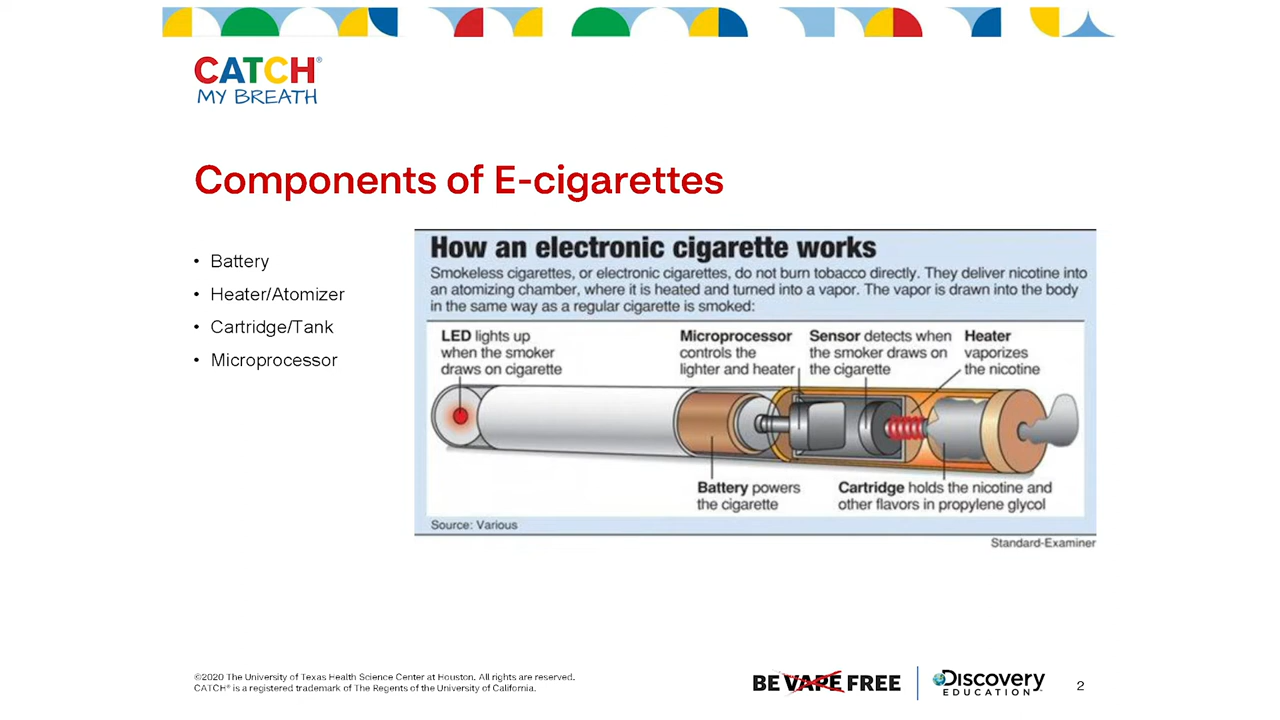 CATCH®
MY BREATH
Components of E-cigarettes
• Battery
• Heater/Atomizer
• Cartridge/Tank
• Microprocessor
How an electronic cigarette works
Smokeless cigarettes, or electronic cigarettes, do not burn tobacco directly. They deliver nicotine into
an atomizing chamber, where it is heated and turned into a vapor. The vapor is drawn into the body
in the same way as a regular cigarette is smoked:
LED lights up
when the smoker
draws on cigarette
Microprocessor
controls the
lighter and heater
Sensor detects when
the smoker draws on
the cigarette
Heater
vaporizes
the nicotine
Battery powers
the cigarette
Cartridge holds the nicotine and
other flavors in propylene glycol
Source: Various
Standard-Examiner
©2020 The University of Texas Health Science Center at Houston. All rights are reserved.
CATCH® is a registered trademark of The Regents of the University of California.
BE VAPE FREE
Discovery
EDUCATION
2